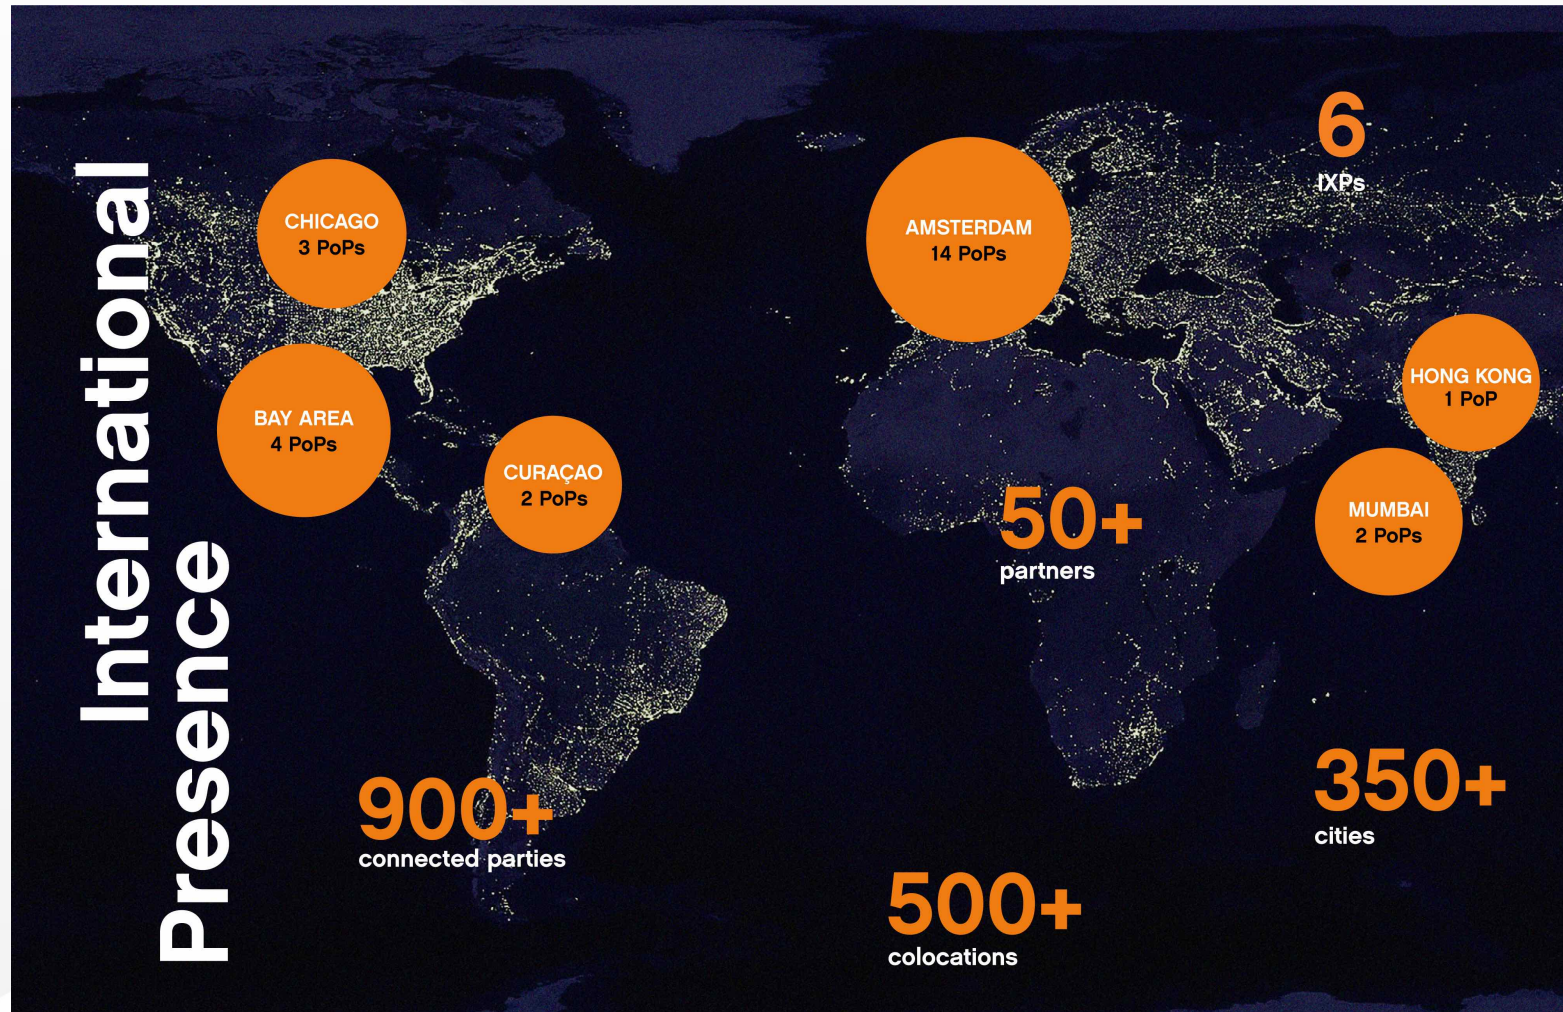 International
Presence
CHICAGO
3 PoPs
BAY AREA
4 PoPs
CURAÇAO
2 PoPs
AMSTERDAM
14 PoPs
6
IXPs
HONG KONG
1 PoP
MUMBAI
2 PoPs
50+
partners
900+
connected parties
350+
cities
500+
colocations